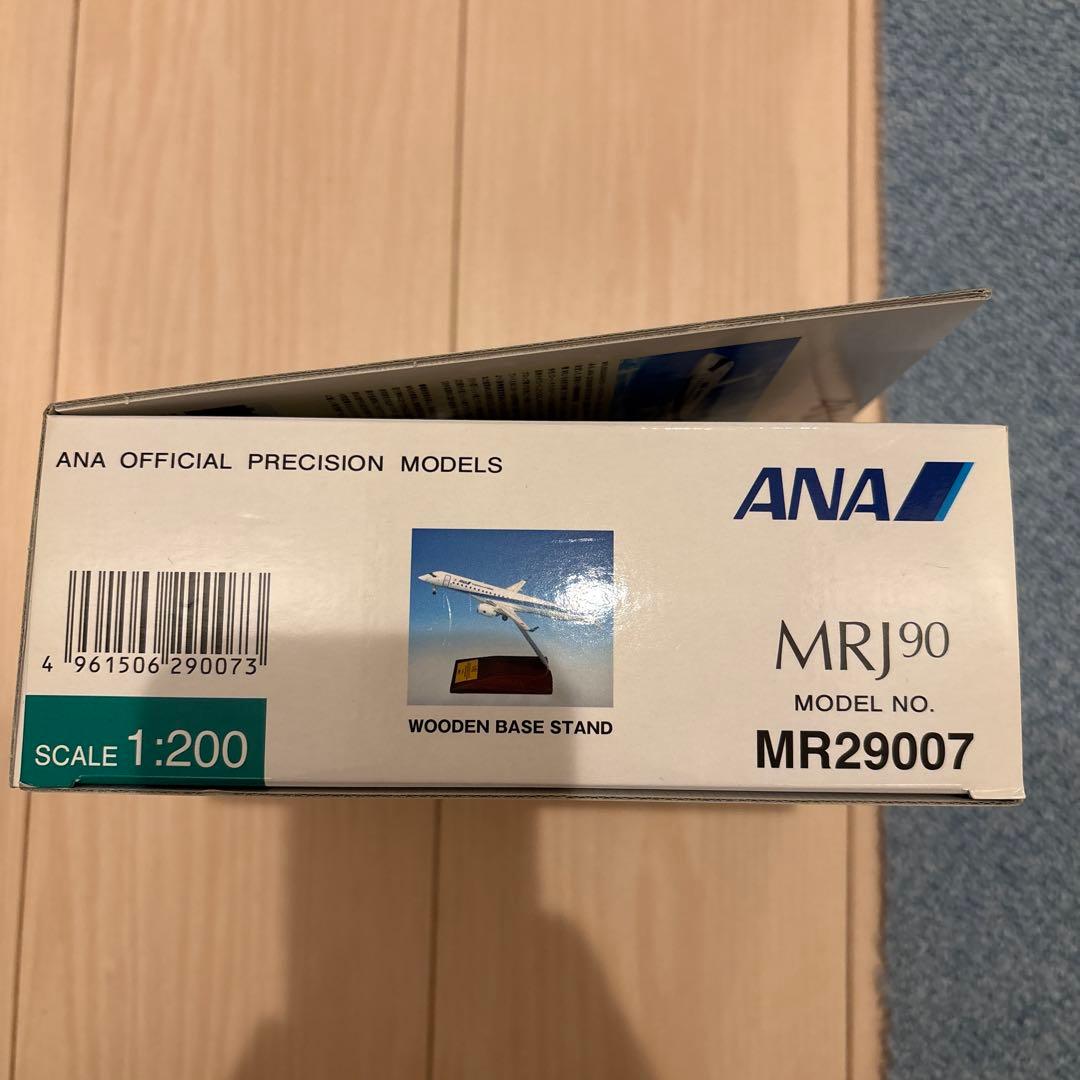 ANA OFFICIAL PRECISION MODELS
ANA
4 961506 290073
MRJ90
MODEL NO.
MR29007
WOODEN BASE STAND
SCALE 1:200